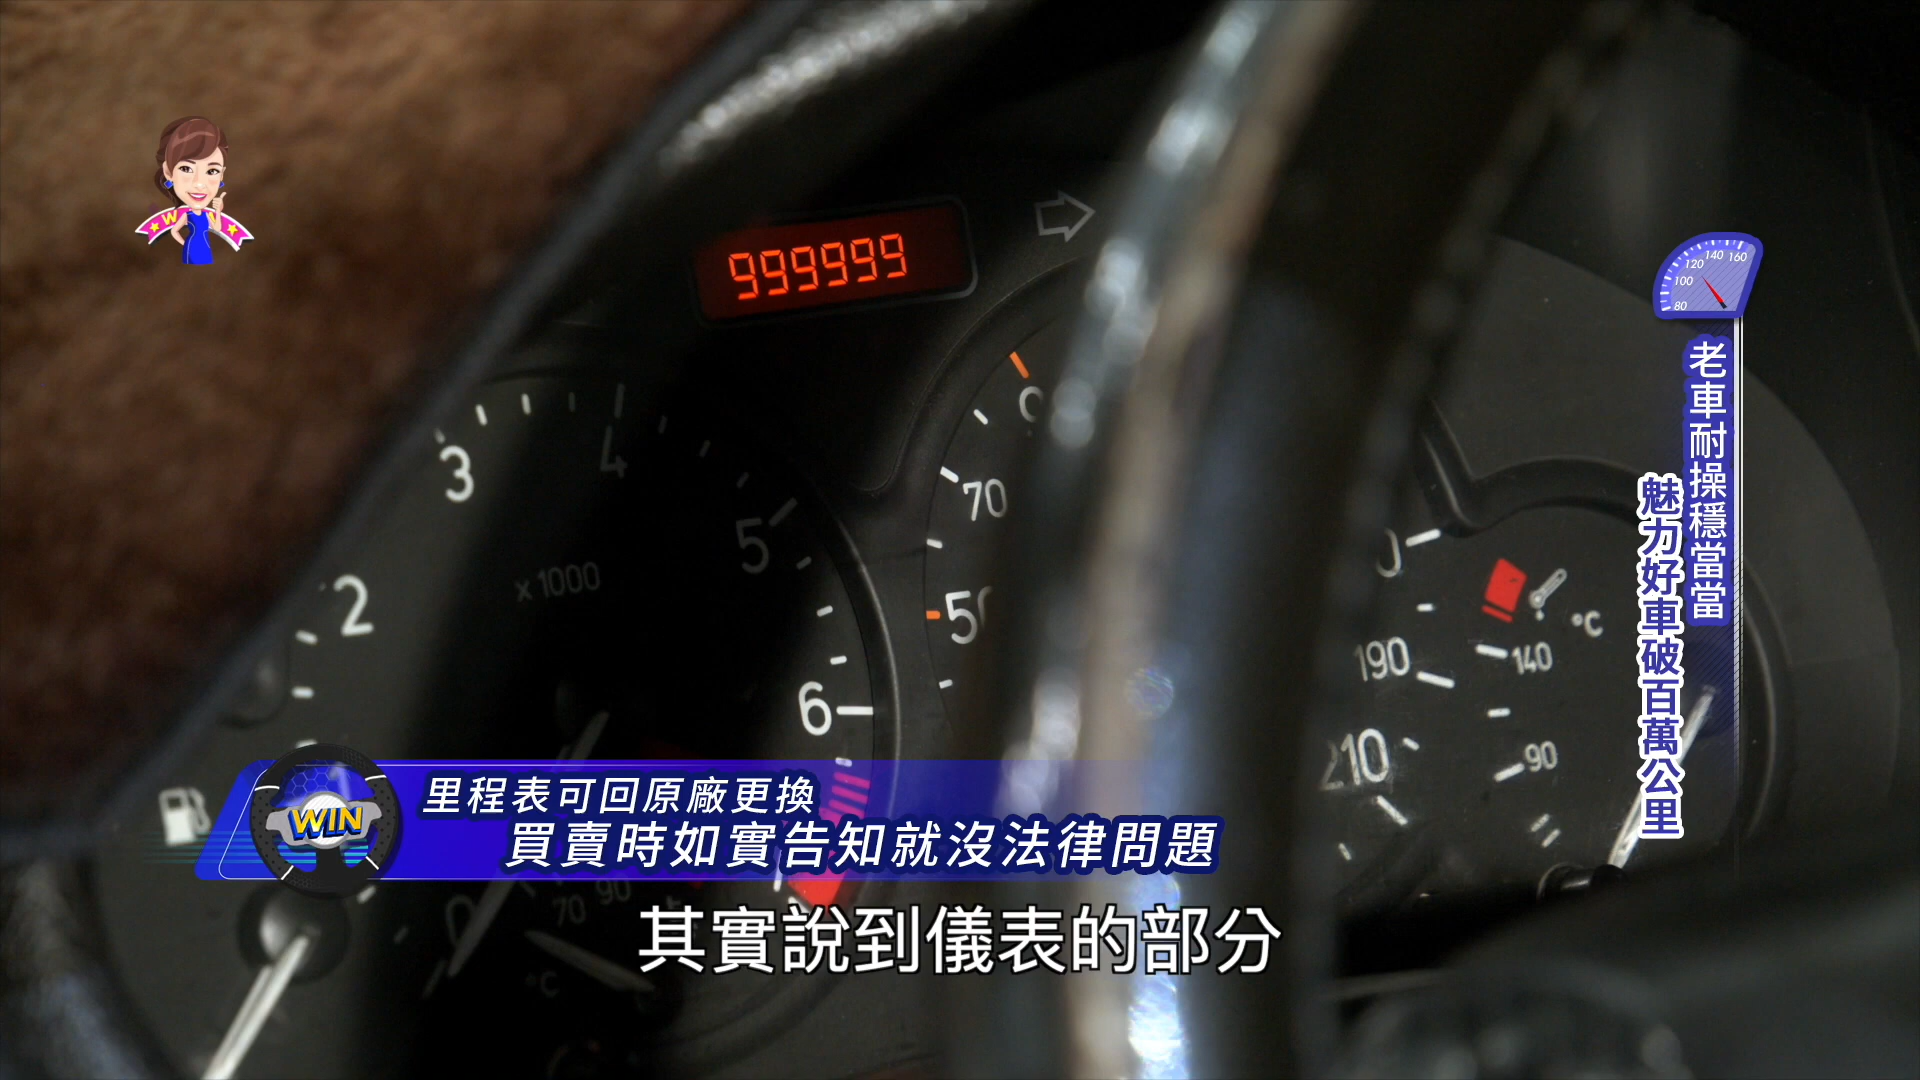 W
999999
140 160
120
100
80
老車耐操穩當當
魅力好車破百萬公里
3
4
5
2
x1000
6
70
50
190
210
°C
140
90
WIN
里程表可回原廠更換
買賣時如實告知就沒法律問題
0
70
90
°C
其實說到儀表的部分